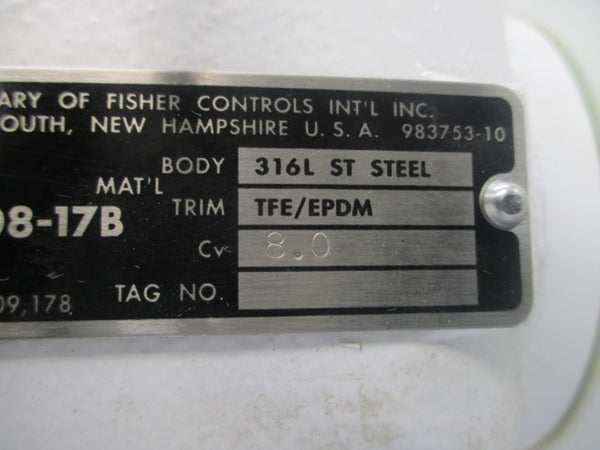 ARY OF FISHER CONTROLS INT'L INC.
OUTH, NEW HAMPSHIRE U.S.A. 983753-10
BODY 316L ST STEEL
MAT'L
08-17B TRIM TFE/EPDM
Cv 8.0
09,178 TAG NO.